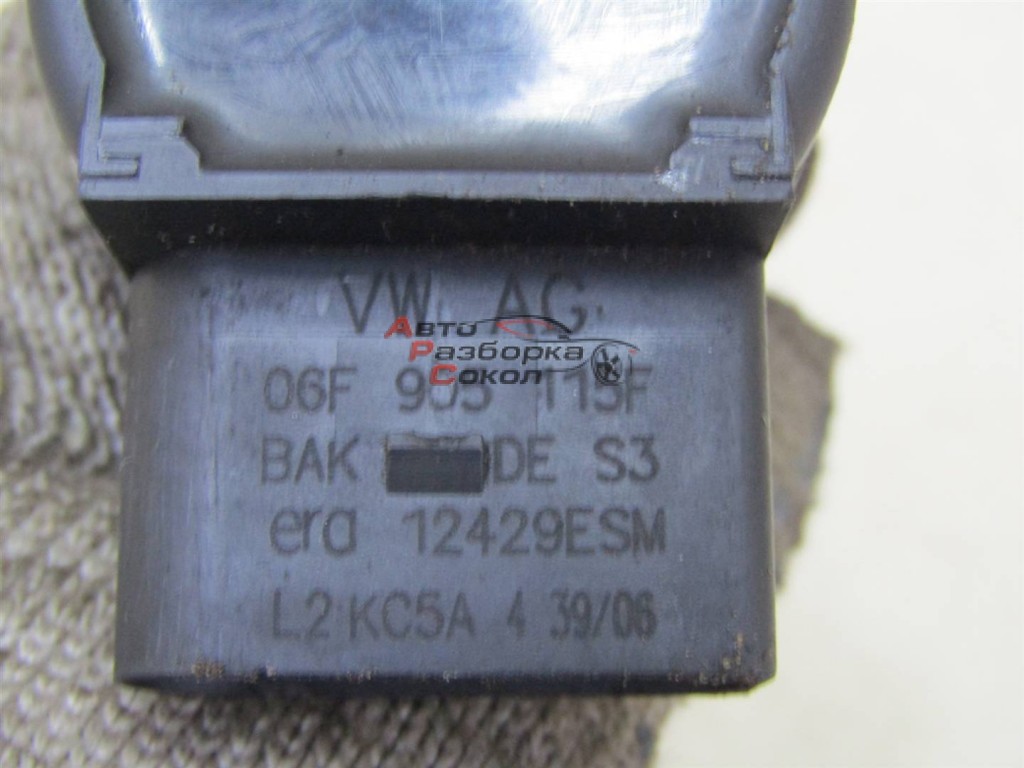 VW AG
Авто
Разборка
Сокол
06F 905 115F
BAK DE S3
era 12429ESM
L2 KC5A 4 39/06